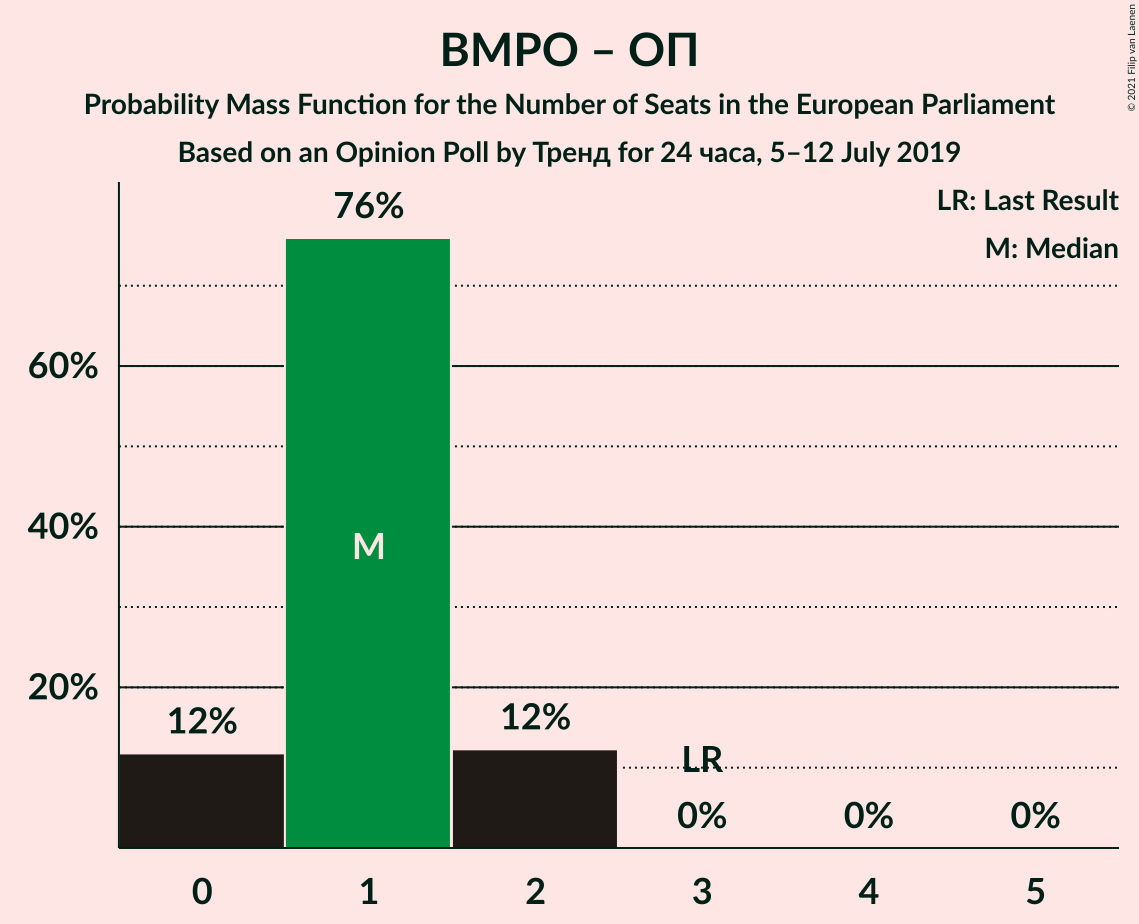 ВМРО – ОП
Probability Mass Function for the Number of Seats in the European Parliament
Based on an Opinion Poll by Тренд for 24 часа, 5–12 July 2019
© 2021 Filip van Laenen
LR: Last Result
M: Median
76%
60%
40%
20%
M
12%
12%
LR
0%
0%
0%
0
1
2
3
4
5